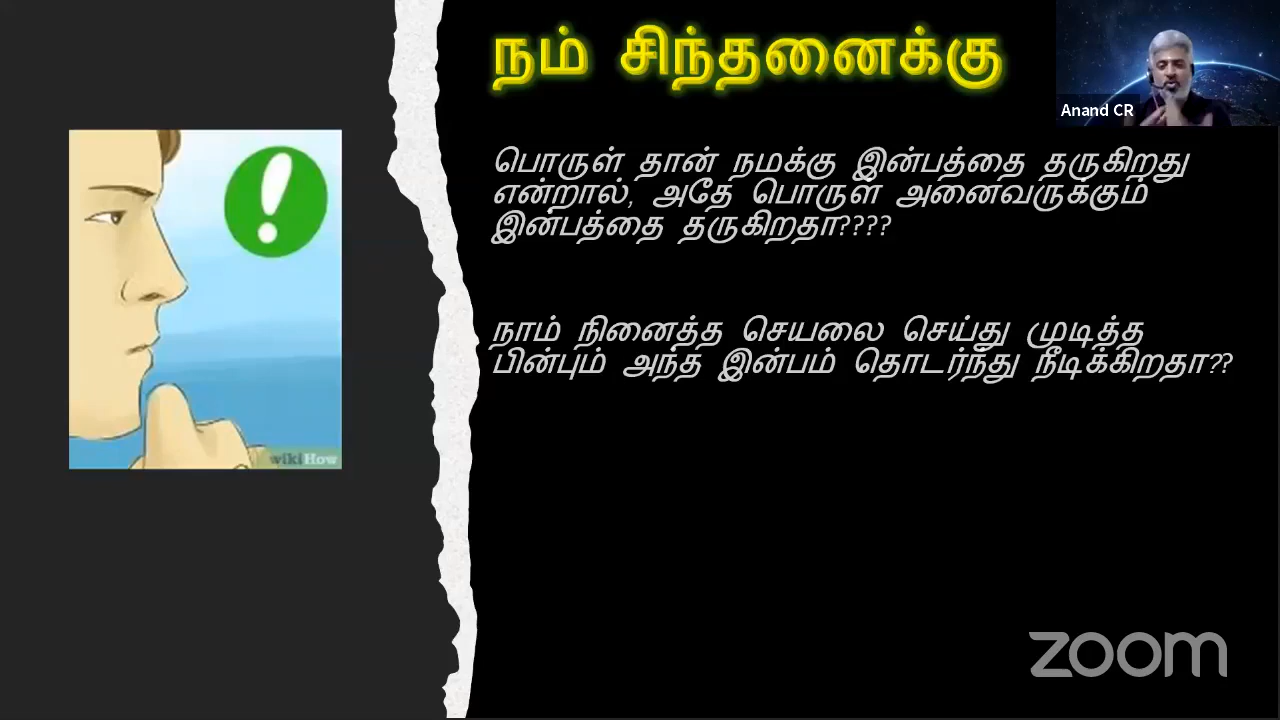 நம் சிந்தனைக்கு
Anand CR
பொருள் தான் நமக்கு இன்பத்தை தருகிறது
என்றால், அதே பொருள் அனைவருக்கும்
இன்பத்தை தருகிறதா????
நாம் நினைத்த செயலை செய்து முடித்த
பின்பும் அந்த இன்பம் தொடர்ந்து நீடிக்கிறதா??
wikiHow
zoom